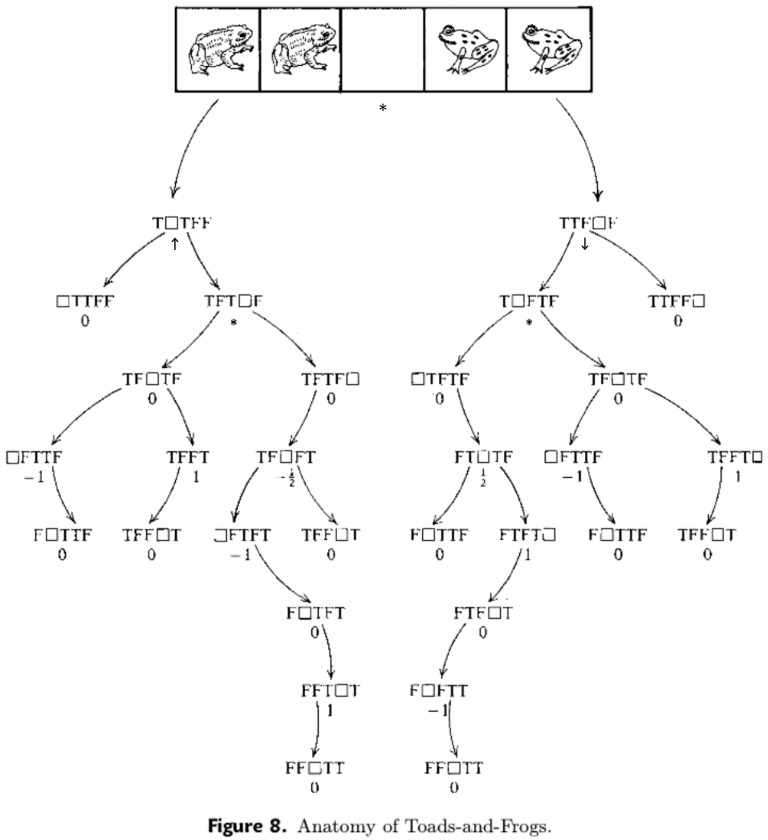 *
T□TFF TTF□F
↑ ↓
□TTFF TFT□F T□FTF TTFF□
0 * * 0
TF□TF TFTF□ □TFTF TF□TF
0 0 0 0
□FTTF TFFT TF□FT FT□TF □FTTF TFFT□
-1 1 -½ ½ -1 1
F□TTF TFF□T □FTFT TFF□T F□TTF FTFT□ F□TTF TFF□T
0 0 -1 0 0 1 0 0
F□TFT FTF□T
0 0
FFT□T F□FTT
1 -1
FF□TT FF□TT
0 0
Figure 8. Anatomy of Toads-and-Frogs.